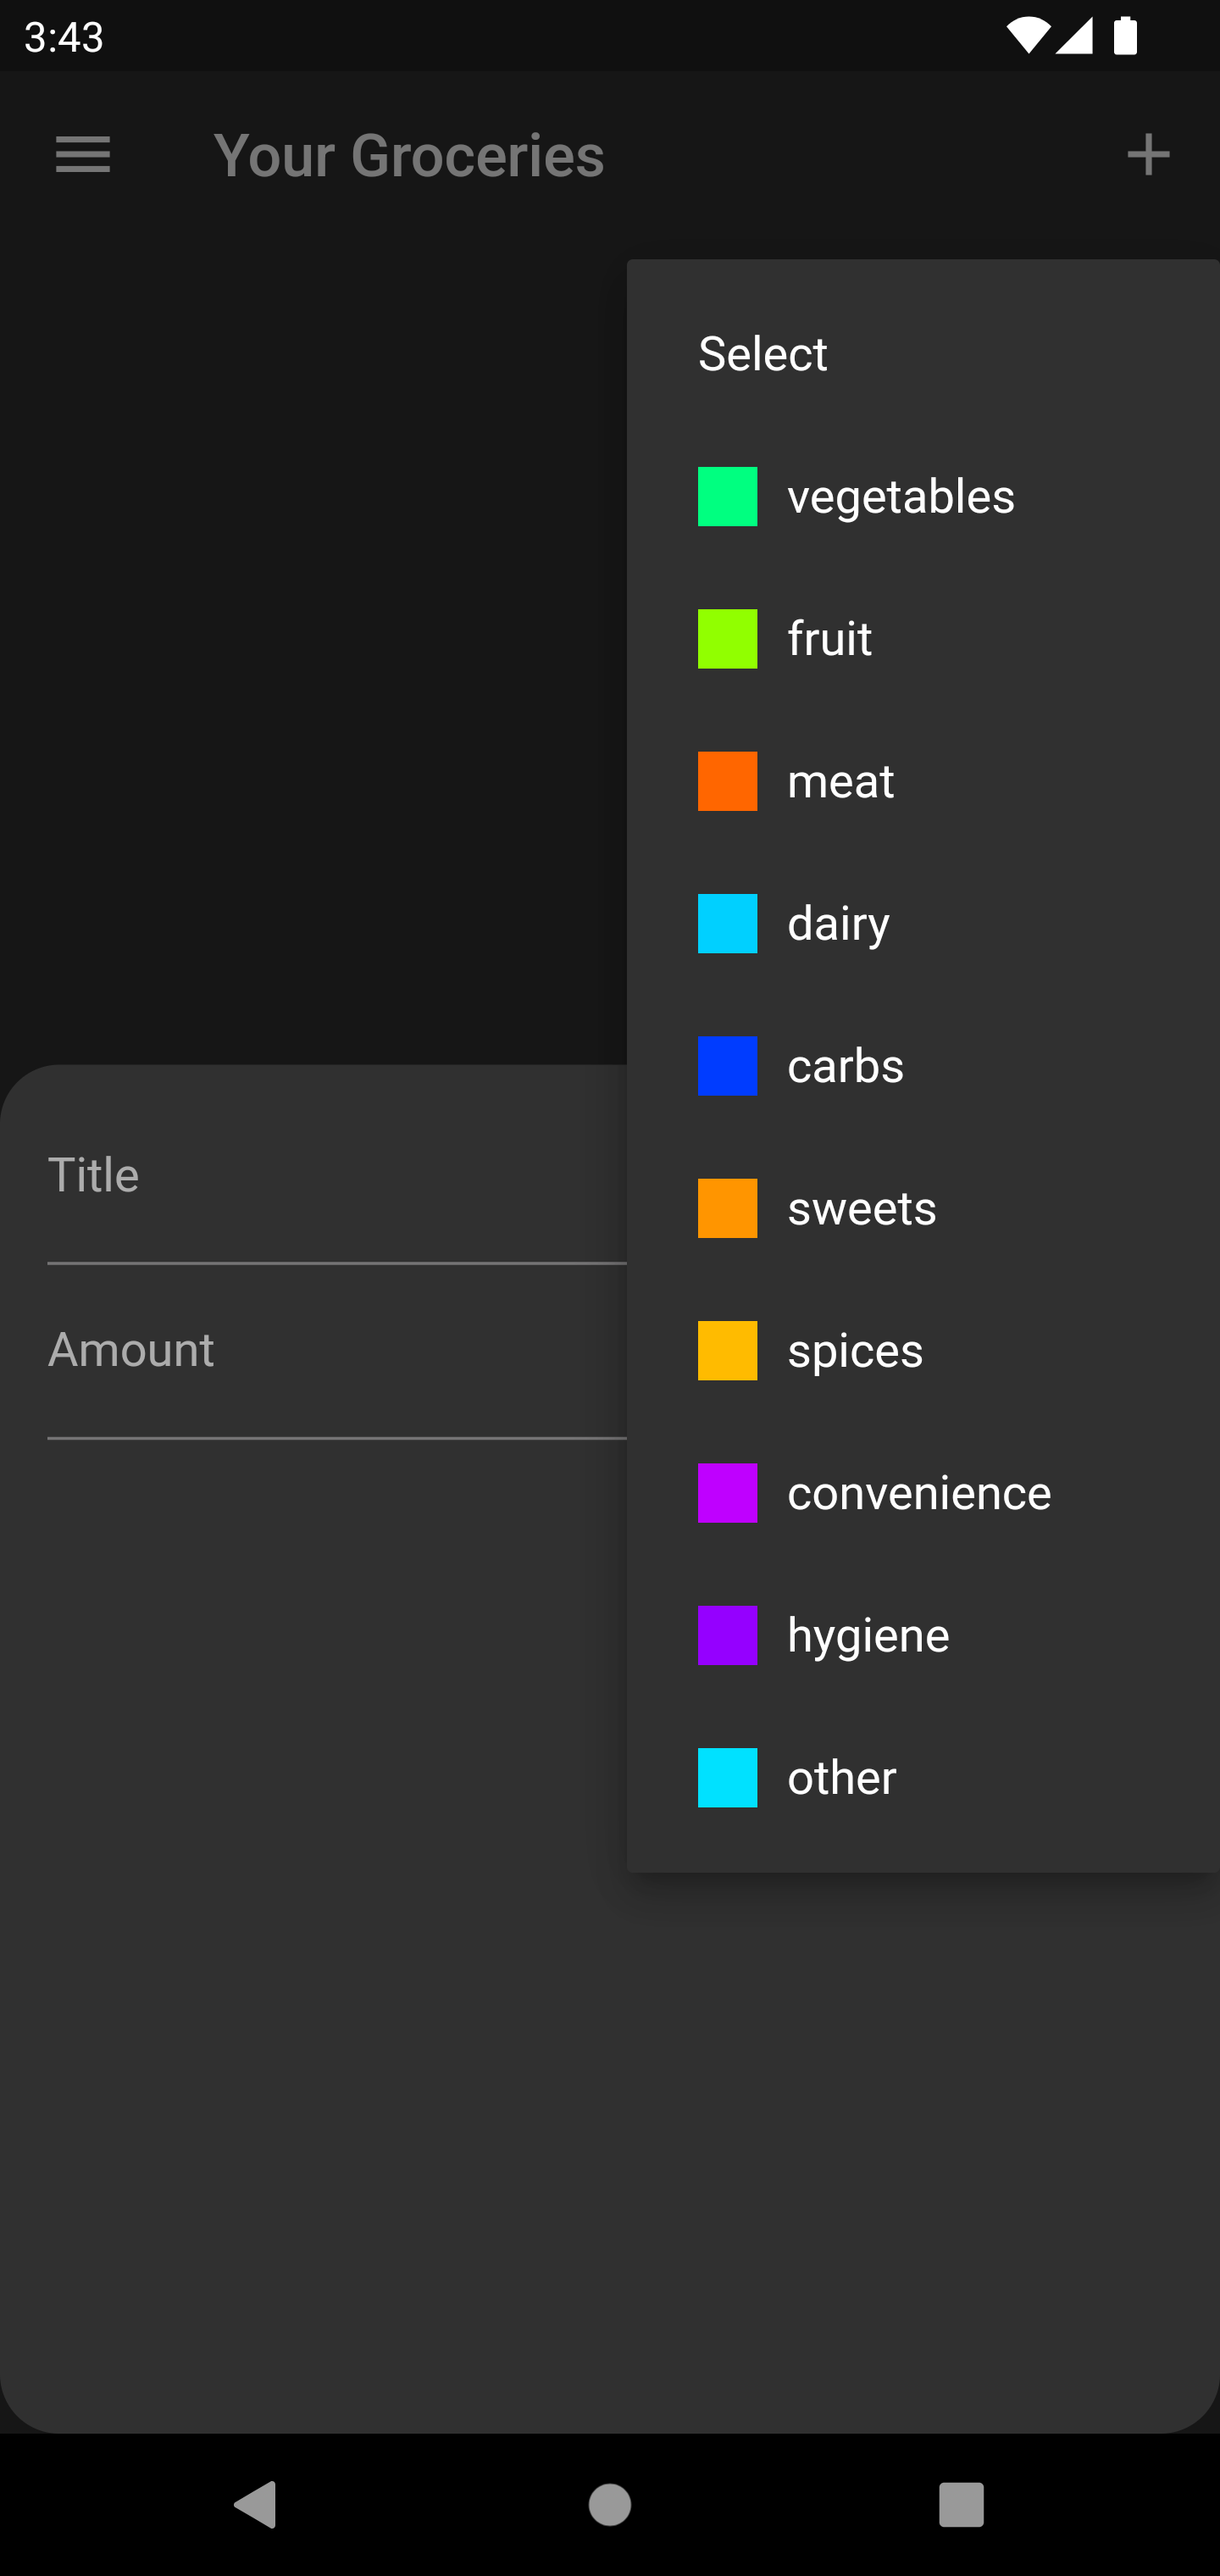 3:43
Your Groceries
Select
vegetables
fruit
meat
dairy
carbs
Title
sweets
Amount
spices
convenience
hygiene
other